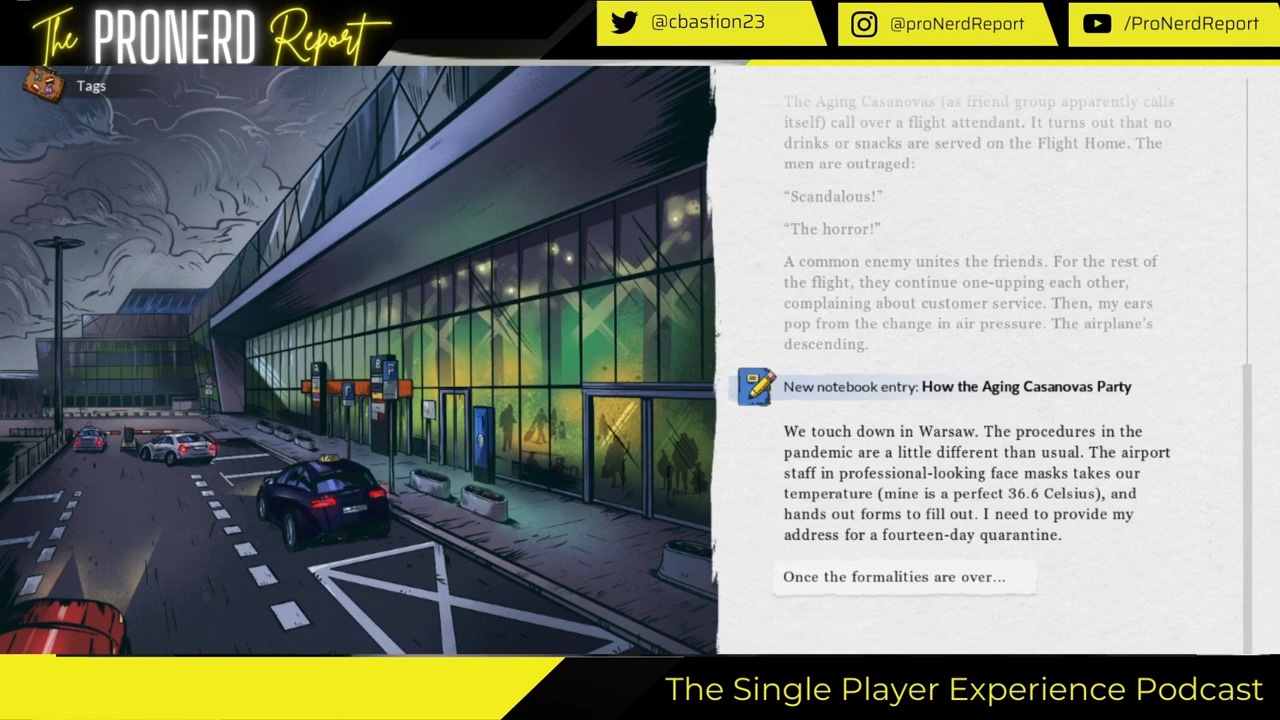 The PRONERD Report
@cbastion23
@proNerdReport
/ProNerdReport
Tags
The Aging Casanovas (as friend group apparently calls
itself) call over a flight attendant. It turns out that no
drinks or snacks are served on the Flight Home. The
men are outraged:
“Scandalous!”
“The horror!”
A common enemy unites the friends. For the rest of
the flight, they continue one-upping each other,
complaining about customer service. Then, my ears
pop from the change in air pressure. The airplane’s
descending.
New notebook entry: How the Aging Casanovas Party
We touch down in Warsaw. The procedures in the
pandemic are a little different than usual. The airport
staff in professional-looking face masks takes our
temperature (mine is a perfect 36.6 Celsius), and
hands out forms to fill out. I need to provide my
address for a fourteen-day quarantine.
Once the formalities are over...
TAXI
The Single Player Experience Podcast